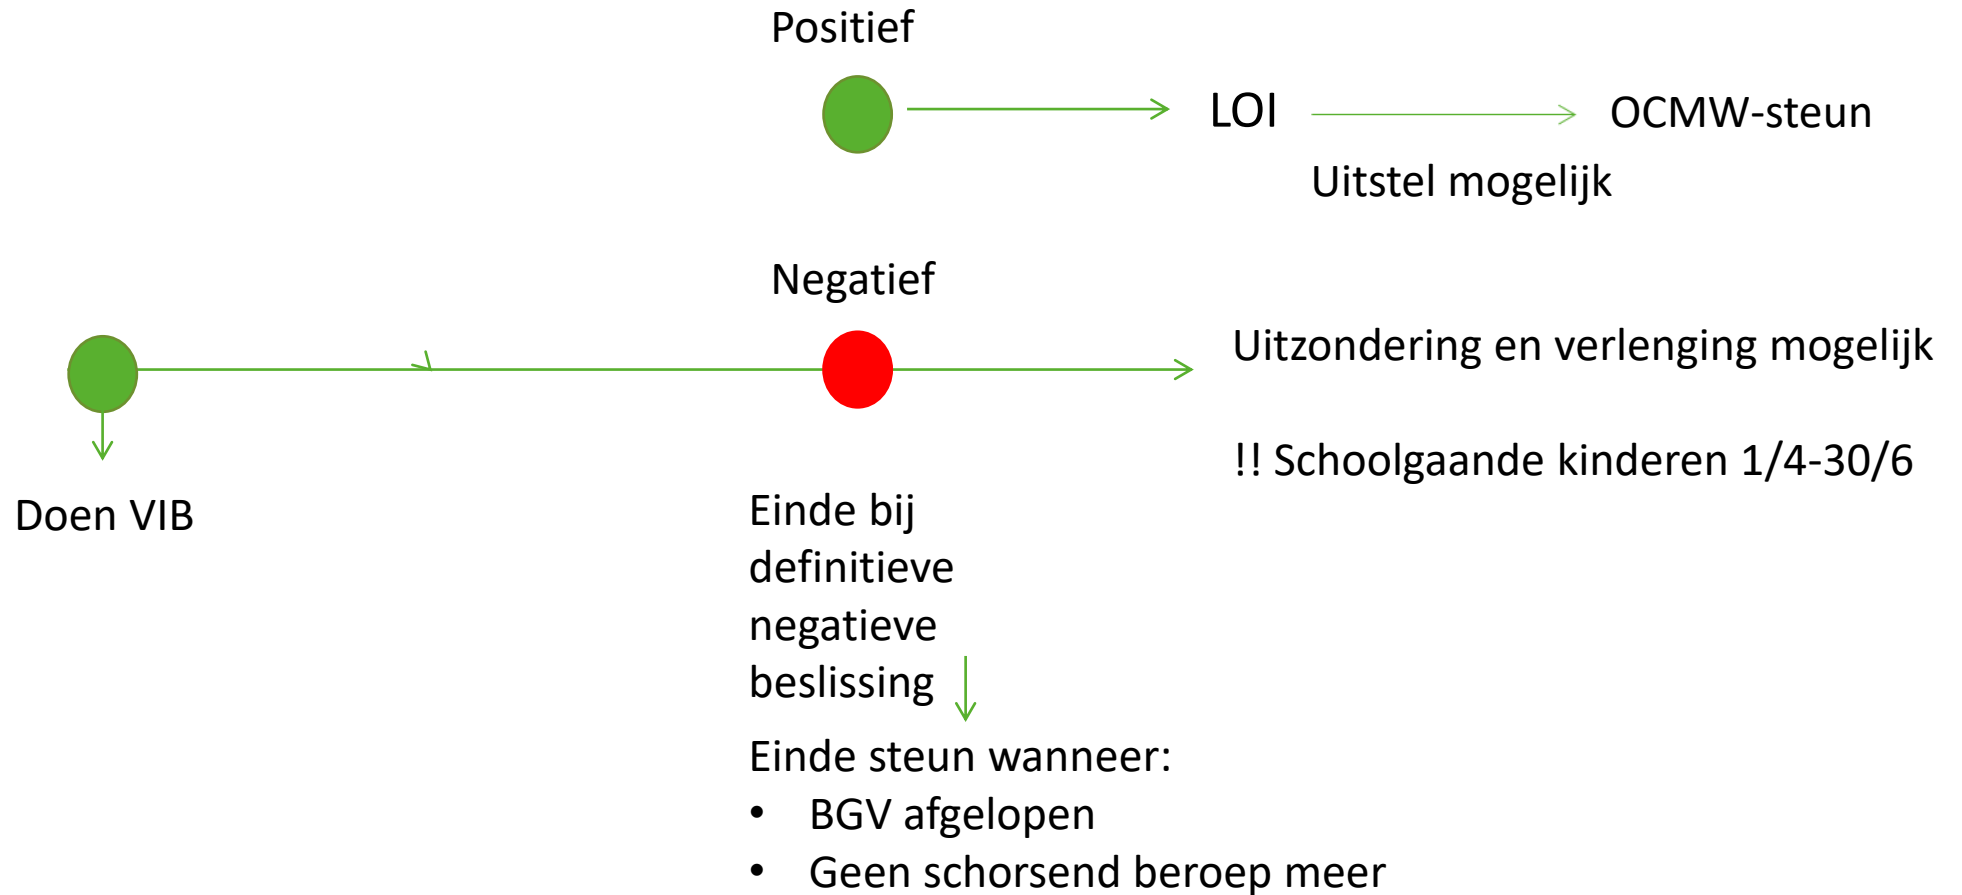 Positief
LOI
OCMW-steun
Uitstel mogelijk
Negatief
Uitzondering en verlenging mogelijk
!! Schoolgaande kinderen 1/4-30/6
Doen VIB
Einde bij
definitieve
negatieve
beslissing
Einde steun wanneer:
• BGV afgelopen
• Geen schorsend beroep meer